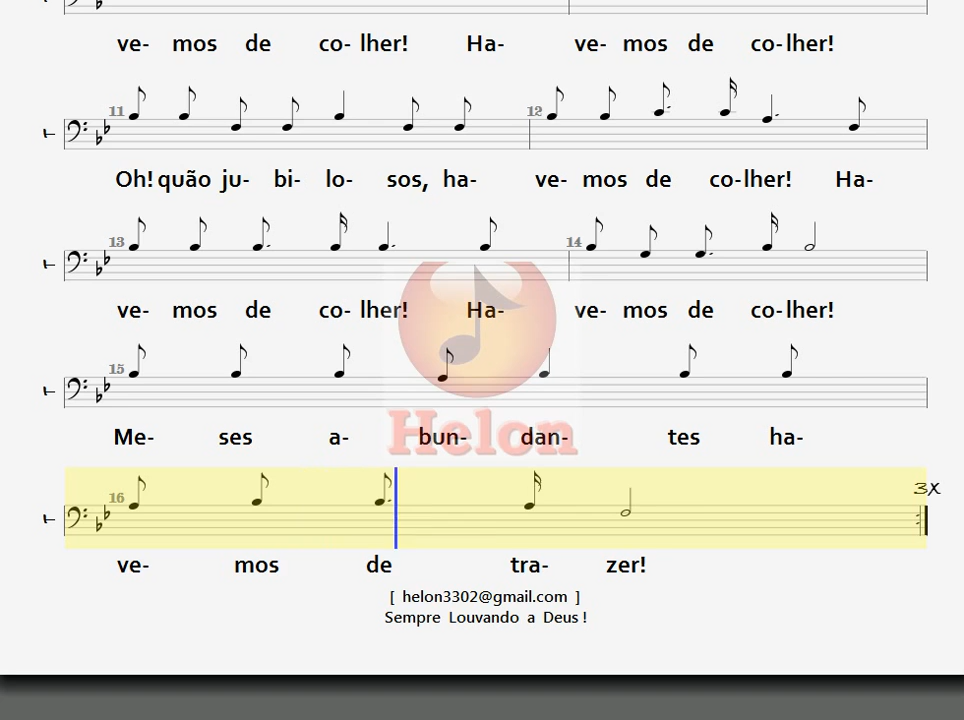 ve- mos de co- lher! Ha- ve- mos de co- lher!
11 12
Oh! quão ju- bi- lo- sos, ha- ve- mos de co-lher! Ha-
13 14
ve- mos de co- lher! Ha- ve- mos de co- lher!
15
Me- ses a- bun- dan- tes ha-
Helon
16 3X
ve- mos de tra- zer!
[ helon3302@gmail.com ]
Sempre Louvando a Deus !